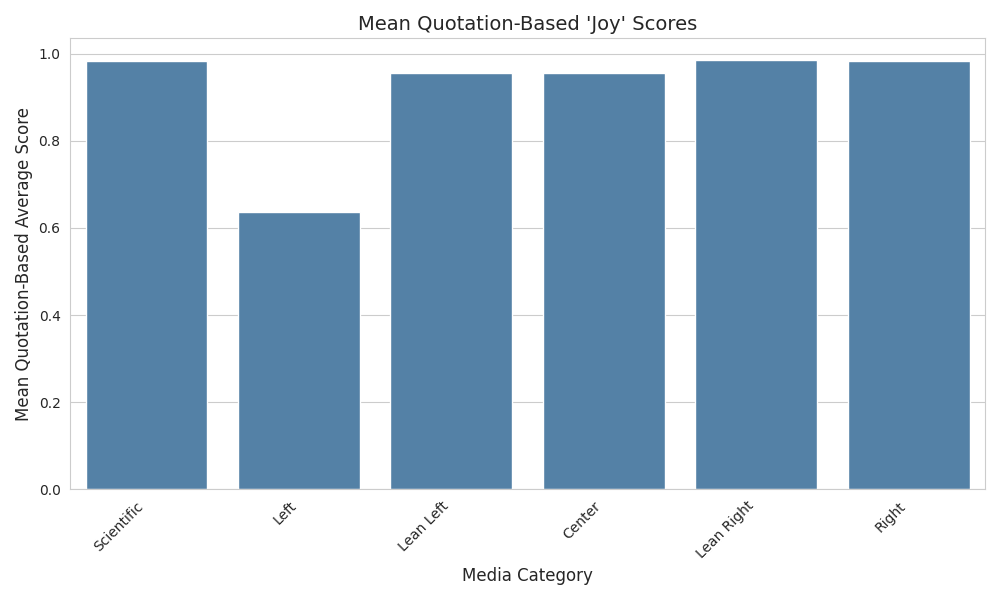 Mean Quotation-Based 'Joy' Scores
Mean Quotation-Based Average Score
1.0
0.8
0.6
0.4
0.2
0.0
Scientific
Left
Lean Left
Center
Lean Right
Right
Media Category